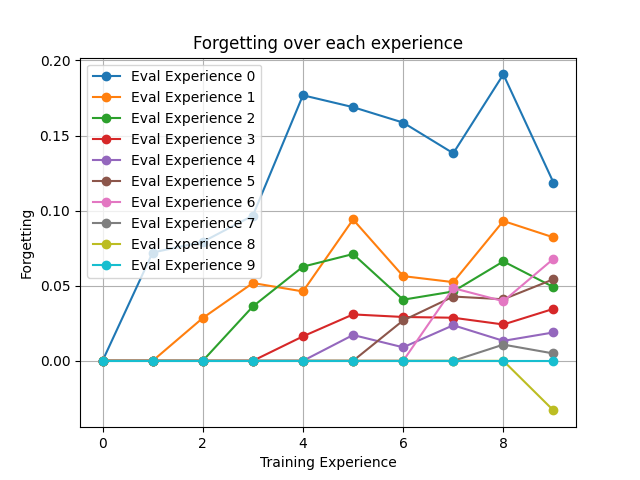 Forgetting over each experience
0.20
0.15
0.10
0.05
0.00
Forgetting
Eval Experience 0
Eval Experience 1
Eval Experience 2
Eval Experience 3
Eval Experience 4
Eval Experience 5
Eval Experience 6
Eval Experience 7
Eval Experience 8
Eval Experience 9
0 2 4 6 8
Training Experience